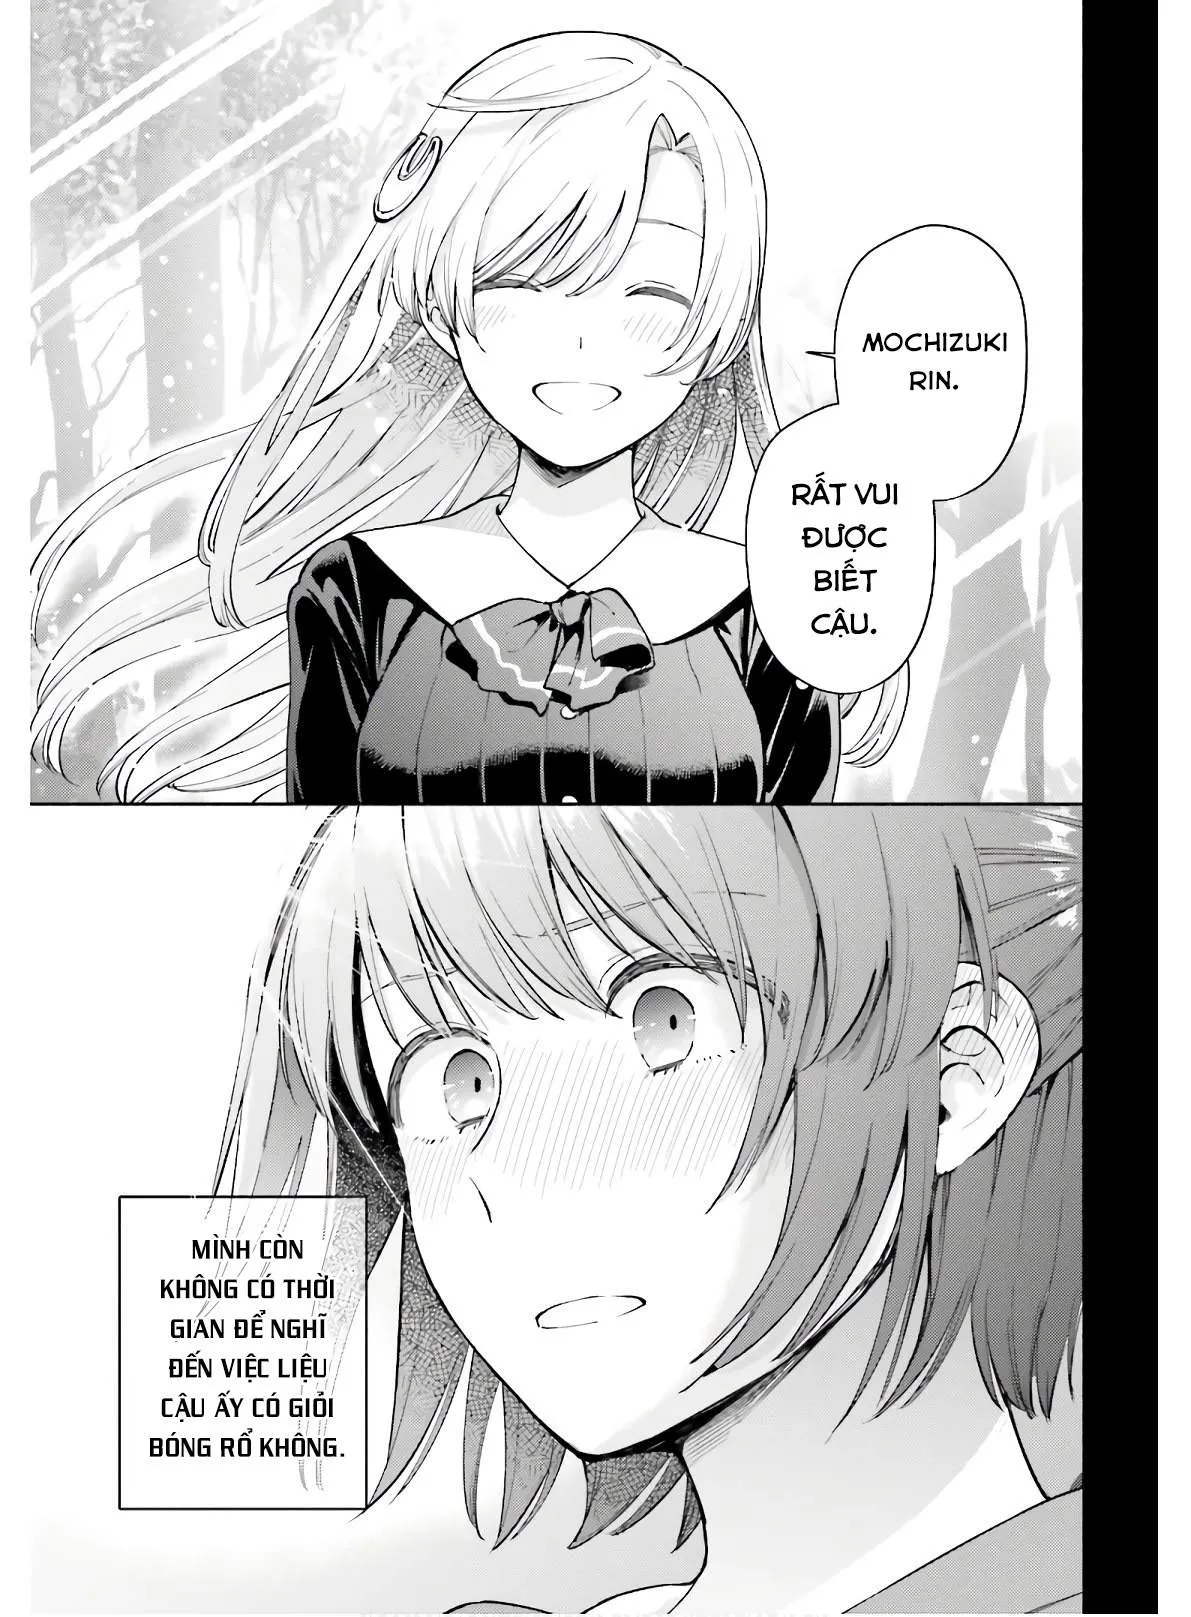 MOCHIZUKI
RIN.
RẤT VUI
ĐƯỢC
BIẾT
CẬU.
MÌNH CÒN
KHÔNG CÓ THỜI
GIAN ĐỂ NGHĨ
ĐẾN VIỆC LIỆU
CẬU ẤY CÓ GIỎI
BÓNG RỔ KHÔNG.